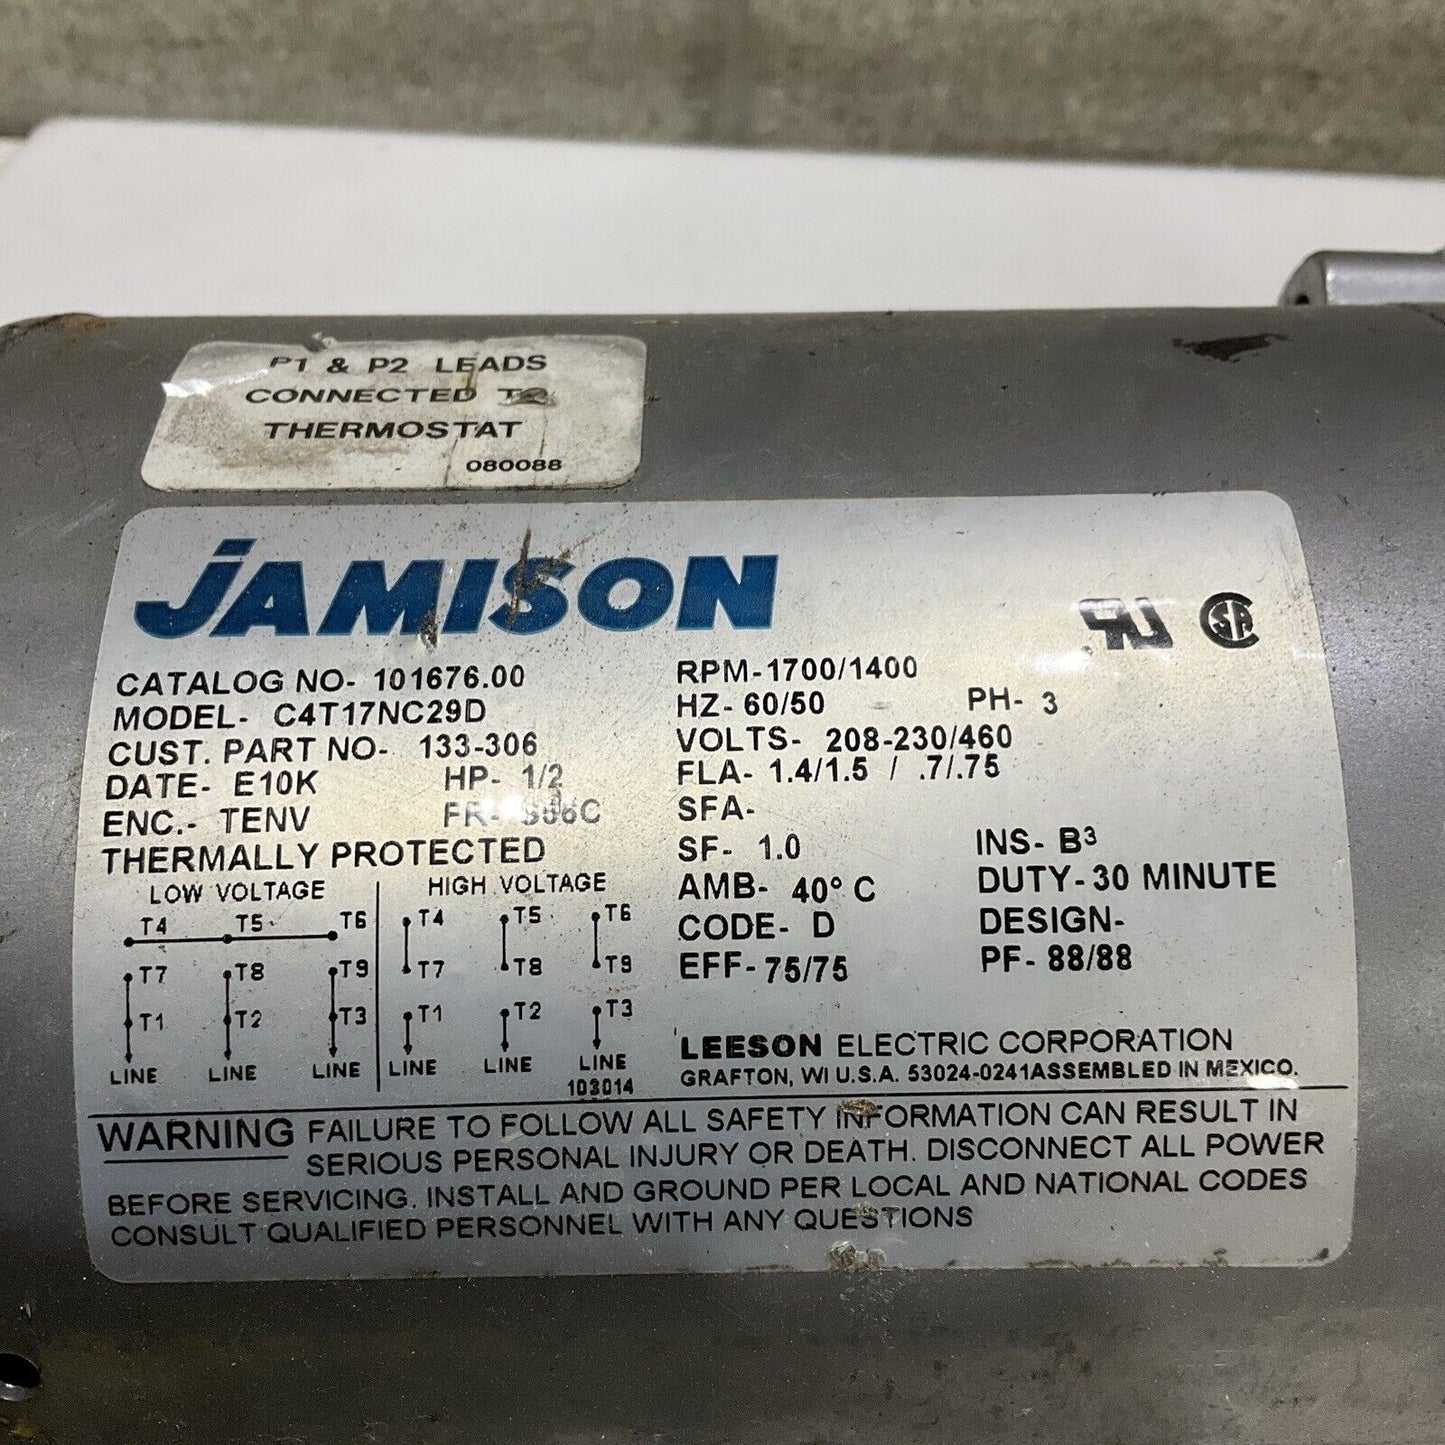 P1 & P2 LEADS
CONNECTED TO
THERMOSTAT
080088
JAMISON
CATALOG NO- 101676.00
MODEL- C4T17NC29D
CUST. PART NO- 133-306
DATE- E10K HP- 1/2
ENC.- TENV FR-
THERMALLY PROTECTED
RPM-1700/1400
HZ- 60/50 PH- 3
VOLTS- 208-230/460
FLA- 1.4/1.5 / .7/.75
SFA-
SF- 1.0 INS- B3
AMB- 40° C DUTY- 30 MINUTE
CODE- D DESIGN-
EFF- 75/75 PF- 88/88
LOW VOLTAGE HIGH VOLTAGE
T4 T5 T6 T4 T5 T6
T7 T8 T9 T7 T8 T9
T1 T2 T3 T1 T2 T3
LINE LINE LINE LINE LINE LINE
103014
LEESON ELECTRIC CORPORATION
GRAFTON, WI U.S.A. 53024-0241ASSEMBLED IN MEXICO.
WARNING FAILURE TO FOLLOW ALL SAFETY INFORMATION CAN RESULT IN
SERIOUS PERSONAL INJURY OR DEATH. DISCONNECT ALL POWER
BEFORE SERVICING. INSTALL AND GROUND PER LOCAL AND NATIONAL CODES
CONSULT QUALIFIED PERSONNEL WITH ANY QUESTIONS